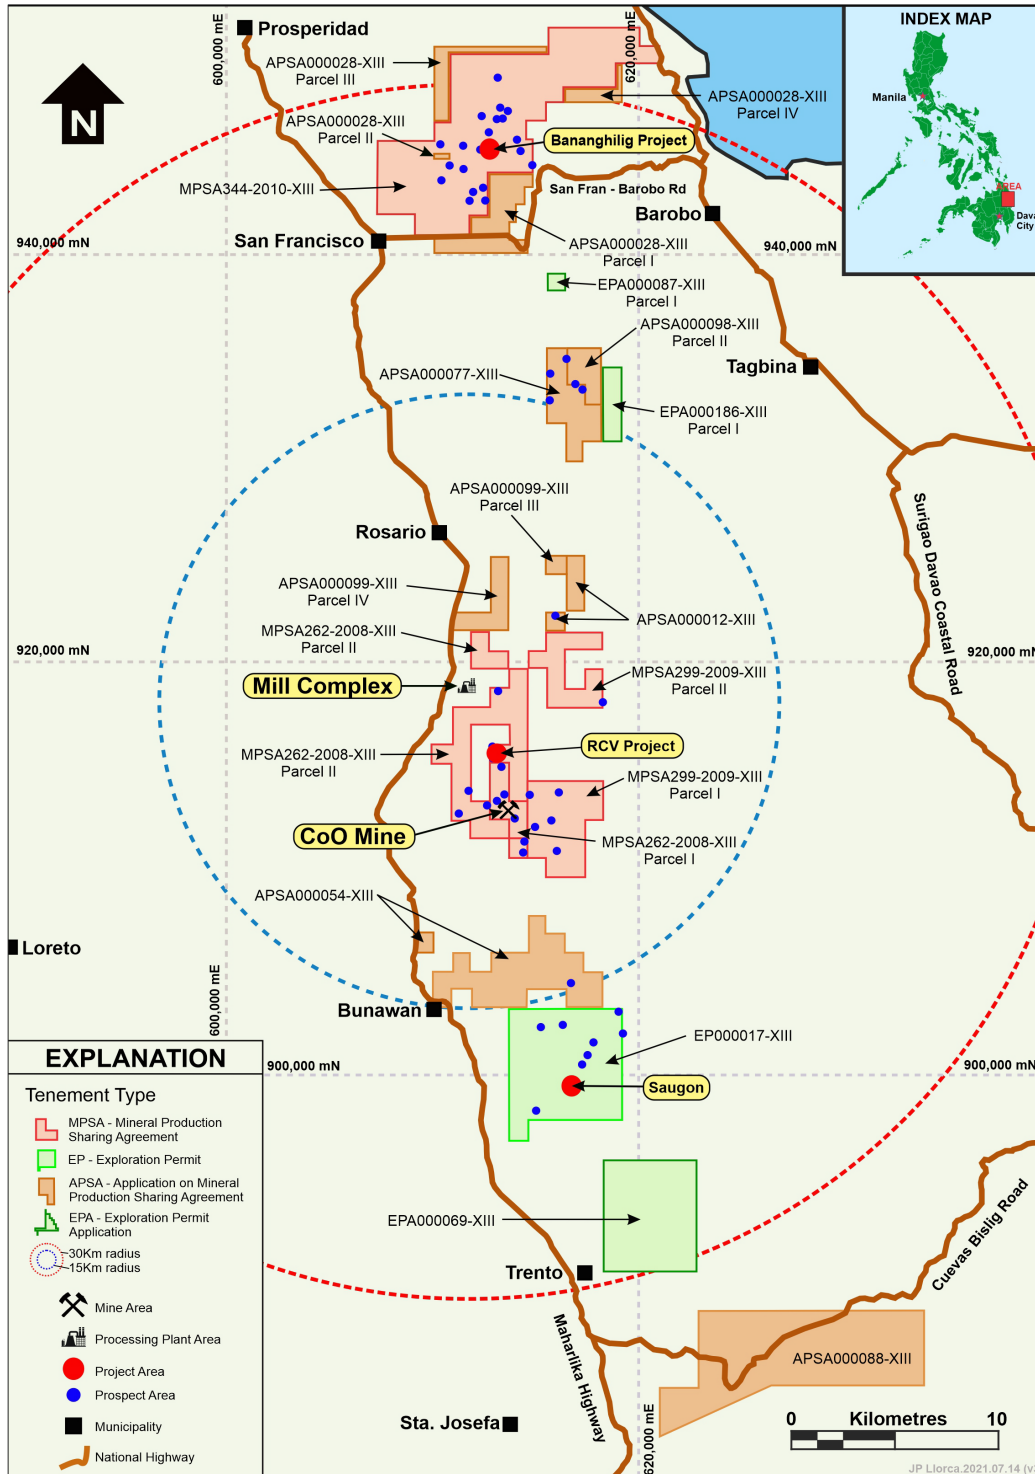 Prosperidad
600,000 mE
620,000 mE
INDEX MAP
Manila
AREA
Dava
City
N
APSA000028-XIII
Parcel III
APSA000028-XIII
Parcel II
APSA000028-XIII
Parcel IV
Bananghilig Project
MPSA344-2010-XIII
San Fran - Barobo Rd
Barobo
San Francisco
940,000 mN
APSA000028-XIII
Parcel I
940,000 mN
EPA000087-XIII
Parcel I
APSA000098-XIII
Parcel II
Tagbina
APSA000077-XIII
EPA000186-XIII
Parcel I
APSA000099-XIII
Parcel III
Surigao Davao Coastal Road
Rosario
APSA000099-XIII
Parcel IV
APSA000012-XIII
MPSA262-2008-XIII
Parcel II
920,000 mN
920,000 mN
MPSA299-2009-XIII
Parcel II
Mill Complex
RCV Project
MPSA262-2008-XIII
Parcel II
MPSA299-2009-XIII
Parcel I
CoO Mine
MPSA262-2008-XIII
Parcel I
APSA000054-XIII
Loreto
600,000 mE
Bunawan
EP000017-XIII
900,000 mN
900,000 mN
Saugon
EPA000069-XIII
Cuevas Bislig Road
Trento
Maharlika Highway
APSA000088-XIII
Sta. Josefa
620,000 mE
EXPLANATION
Tenement Type
MPSA - Mineral Production
Sharing Agreement
EP - Exploration Permit
APSA - Application on Mineral
Production Sharing Agreement
EPA - Exploration Permit
Application
30Km radius
15Km radius
Mine Area
Processing Plant Area
Project Area
Prospect Area
Municipality
National Highway
0 Kilometres 10
JP Llorca.2021.07.14 (v